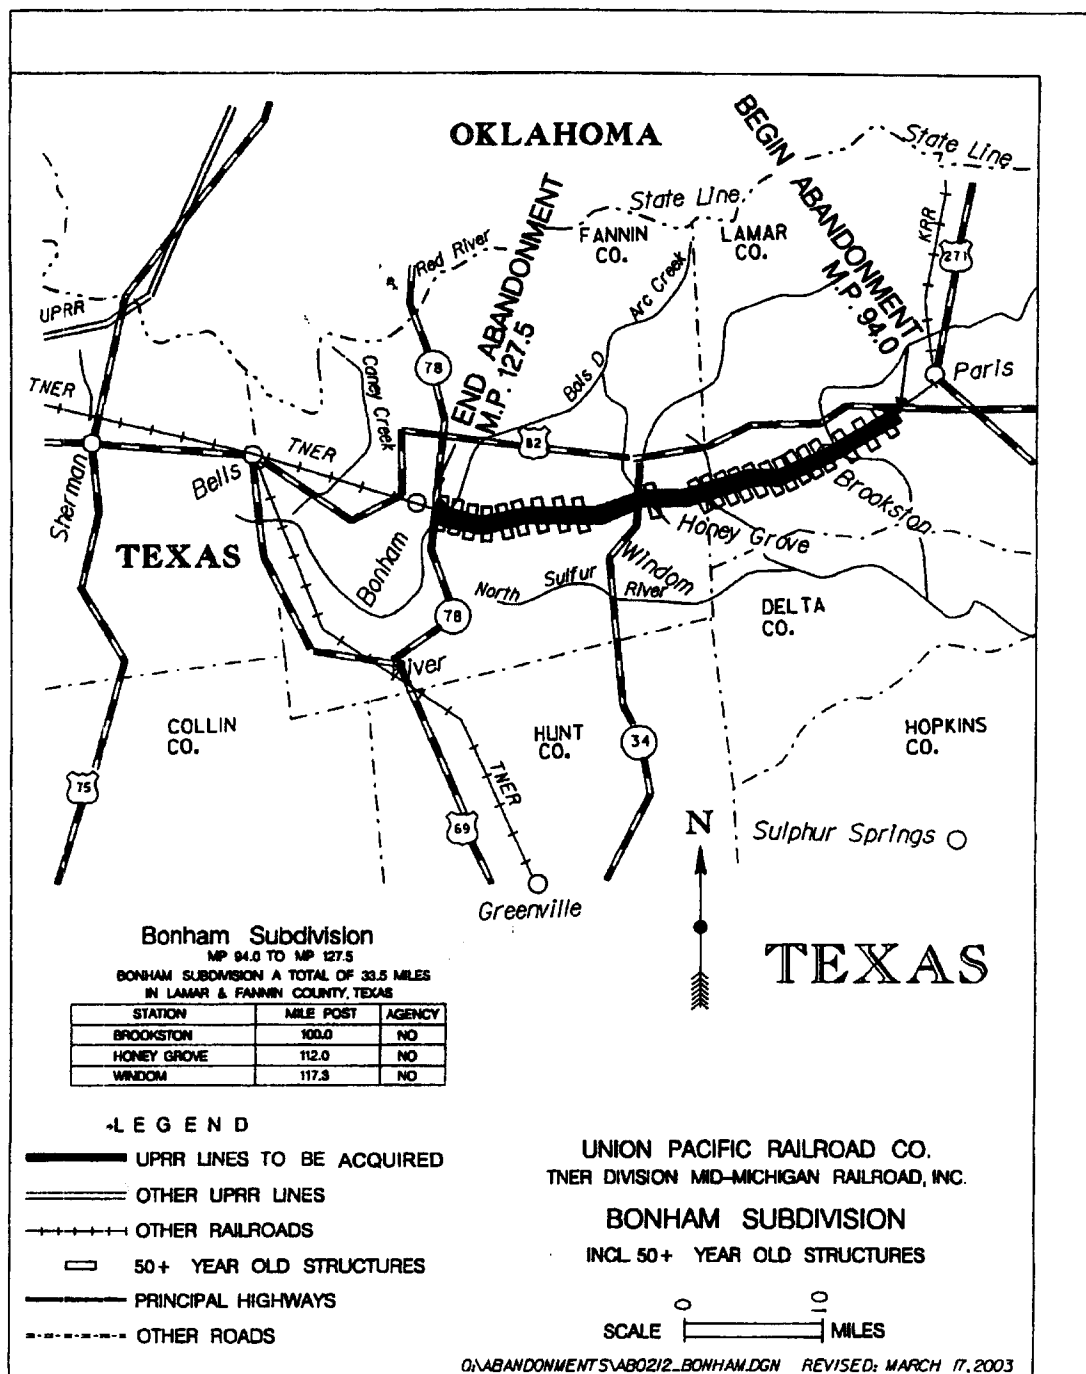 OKLAHOMA
BEGIN ABANDONMENT
M.P. 94.0
State Line
State Line
END ABANDONMENT
M.P. 127.5
FANNIN
CO.
LAMAR
CO.
KRR
271
Red River
Arc Creek
Bois D
UPRR
78
Caney Creek
Paris
TNER
TNER
82
Sherman
Bells
Brookston
Honey Grove
TEXAS
Bonham
Windom
North Sulfur River
78
DELTA
CO.
River
COLLIN
CO.
HUNT
CO.
HOPKINS
CO.
34
75
TNER
69
N
Sulphur Springs
Greenville
TEXAS
Bonham Subdivision
MP 94.0 TO MP 127.5
BONHAM SUBDIVISION A TOTAL OF 33.5 MILES
IN LAMAR & FANNIN COUNTY, TEXAS
STATION MILE POST AGENCY
BROOKSTON 100.0 NO
HONEY GROVE 112.0 NO
WINDOM 117.3 NO
LEGEND
UPRR LINES TO BE ACQUIRED
OTHER UPRR LINES
OTHER RAILROADS
50+ YEAR OLD STRUCTURES
PRINCIPAL HIGHWAYS
OTHER ROADS
UNION PACIFIC RAILROAD CO.
TNER DIVISION MID-MICHIGAN RAILROAD, INC.
BONHAM SUBDIVISION
INCL 50+ YEAR OLD STRUCTURES
0 10
SCALE MILES
G:\ABANDONMENTS\AB0212_BONHAM.DGN REVISED: MARCH 17, 2003